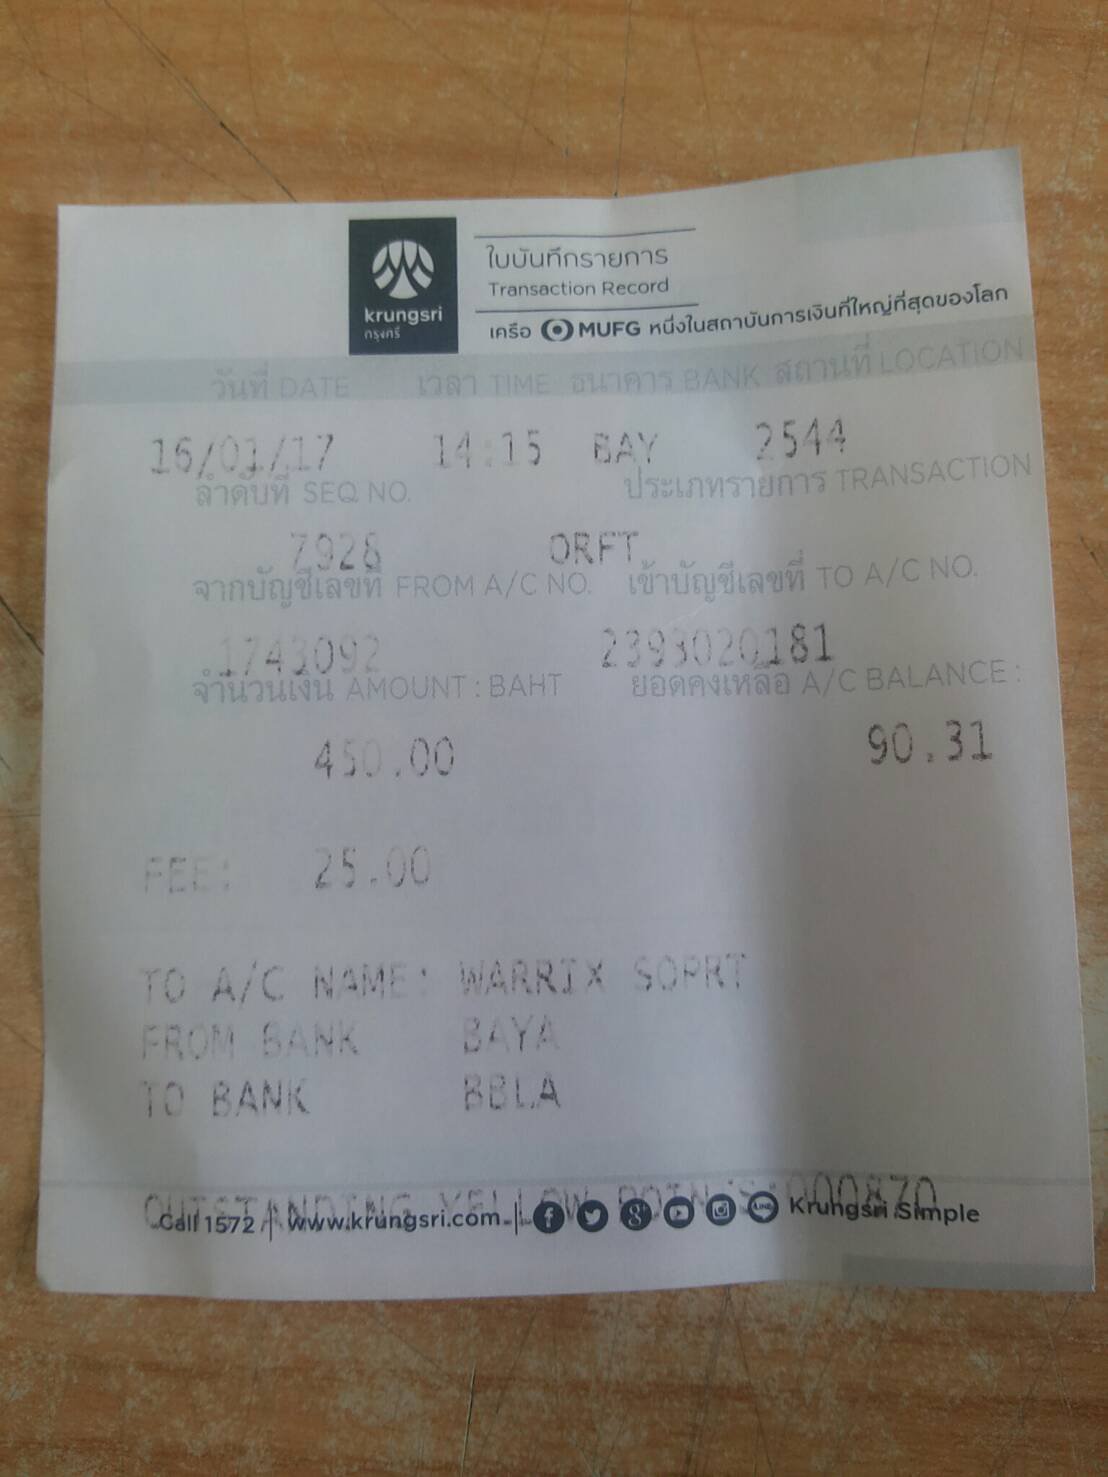 krungsri
กรุงศรี
ใบบันทึกรายการ
Transaction Record
เครือ MUFG หนึ่งในสถาบันการเงินที่ใหญ่ที่สุดของโลก
วันที่ DATE เวลา TIME ธนาคาร BANK สถานที่ LOCATION
16/01/17 14:15 BAY 2544
ลำดับที่ SEQ NO. ประเภทรายการ TRANSACTION
7928 ORFT
จากบัญชีเลขที่ FROM A/C NO. เข้าบัญชีเลขที่ TO A/C NO.
.1743092 2393020181
จำนวนเงิน AMOUNT : BAHT ยอดคงเหลือ A/C BALANCE :
450.00 90.31
FEE: 25.00
TO A/C NAME: WARRIX SOPRT
FROM BANK BAYA
TO BANK BBLA
OUTSTANDING YELLOW POINTS:000870
Call 1572 | www.krungsri.com | LINE Krungsri Simple